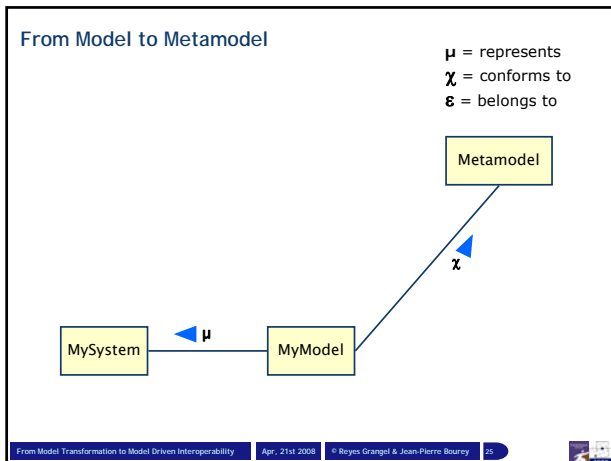 From Model to Metamodel
μ = represents
χ = conforms to
ε = belongs to
Metamodel
χ
μ
MySystem
MyModel
From Model Transformation to Model Driven Interoperability
Apr, 21st 2008
© Reyes Grangel & Jean-Pierre Bourey
25